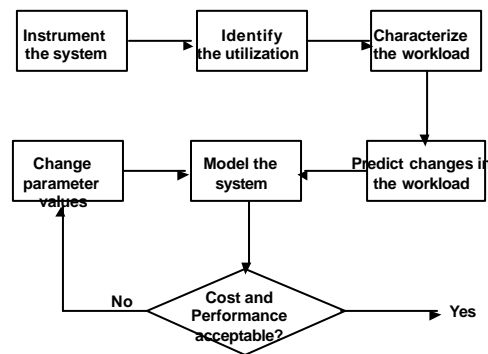 Instrument
the system
Identify
the utilization
Characterize
the workload
Change
parameter
values
Model the
system
Predict changes in
the workload
No
Cost and
Performance
acceptable?
Yes